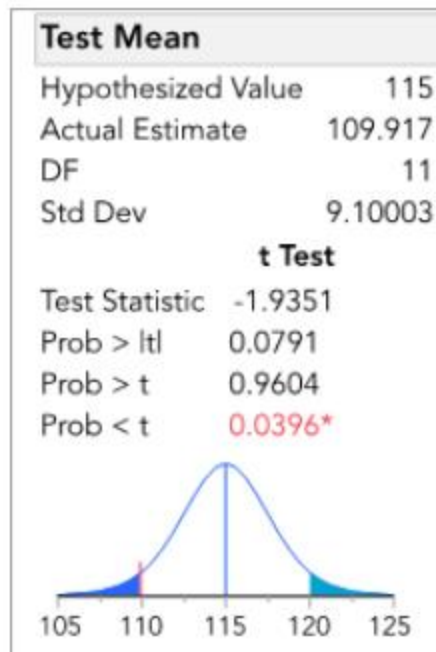 Test Mean
Hypothesized Value 115
Actual Estimate 109.917
DF 11
Std Dev 9.10003
t Test
Test Statistic -1.9351
Prob > |t| 0.0791
Prob > t 0.9604
Prob < t 0.0396*
105 110 115 120 125